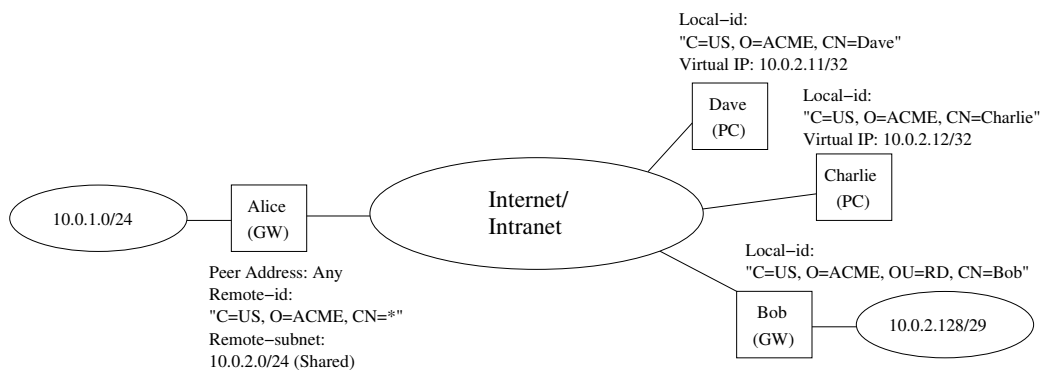 Local−id:
"C=US, O=ACME, CN=Dave"
Virtual IP: 10.0.2.11/32
Dave
(PC)
Local−id:
"C=US, O=ACME, CN=Charlie"
Virtual IP: 10.0.2.12/32
Charlie
(PC)
Internet/
Intranet
10.0.1.0/24
Alice
(GW)
Peer Address: Any
Remote−id:
"C=US, O=ACME, CN=*"
Remote−subnet:
10.0.2.0/24 (Shared)
Local−id:
"C=US, O=ACME, OU=RD, CN=Bob"
Bob
(GW)
10.0.2.128/29